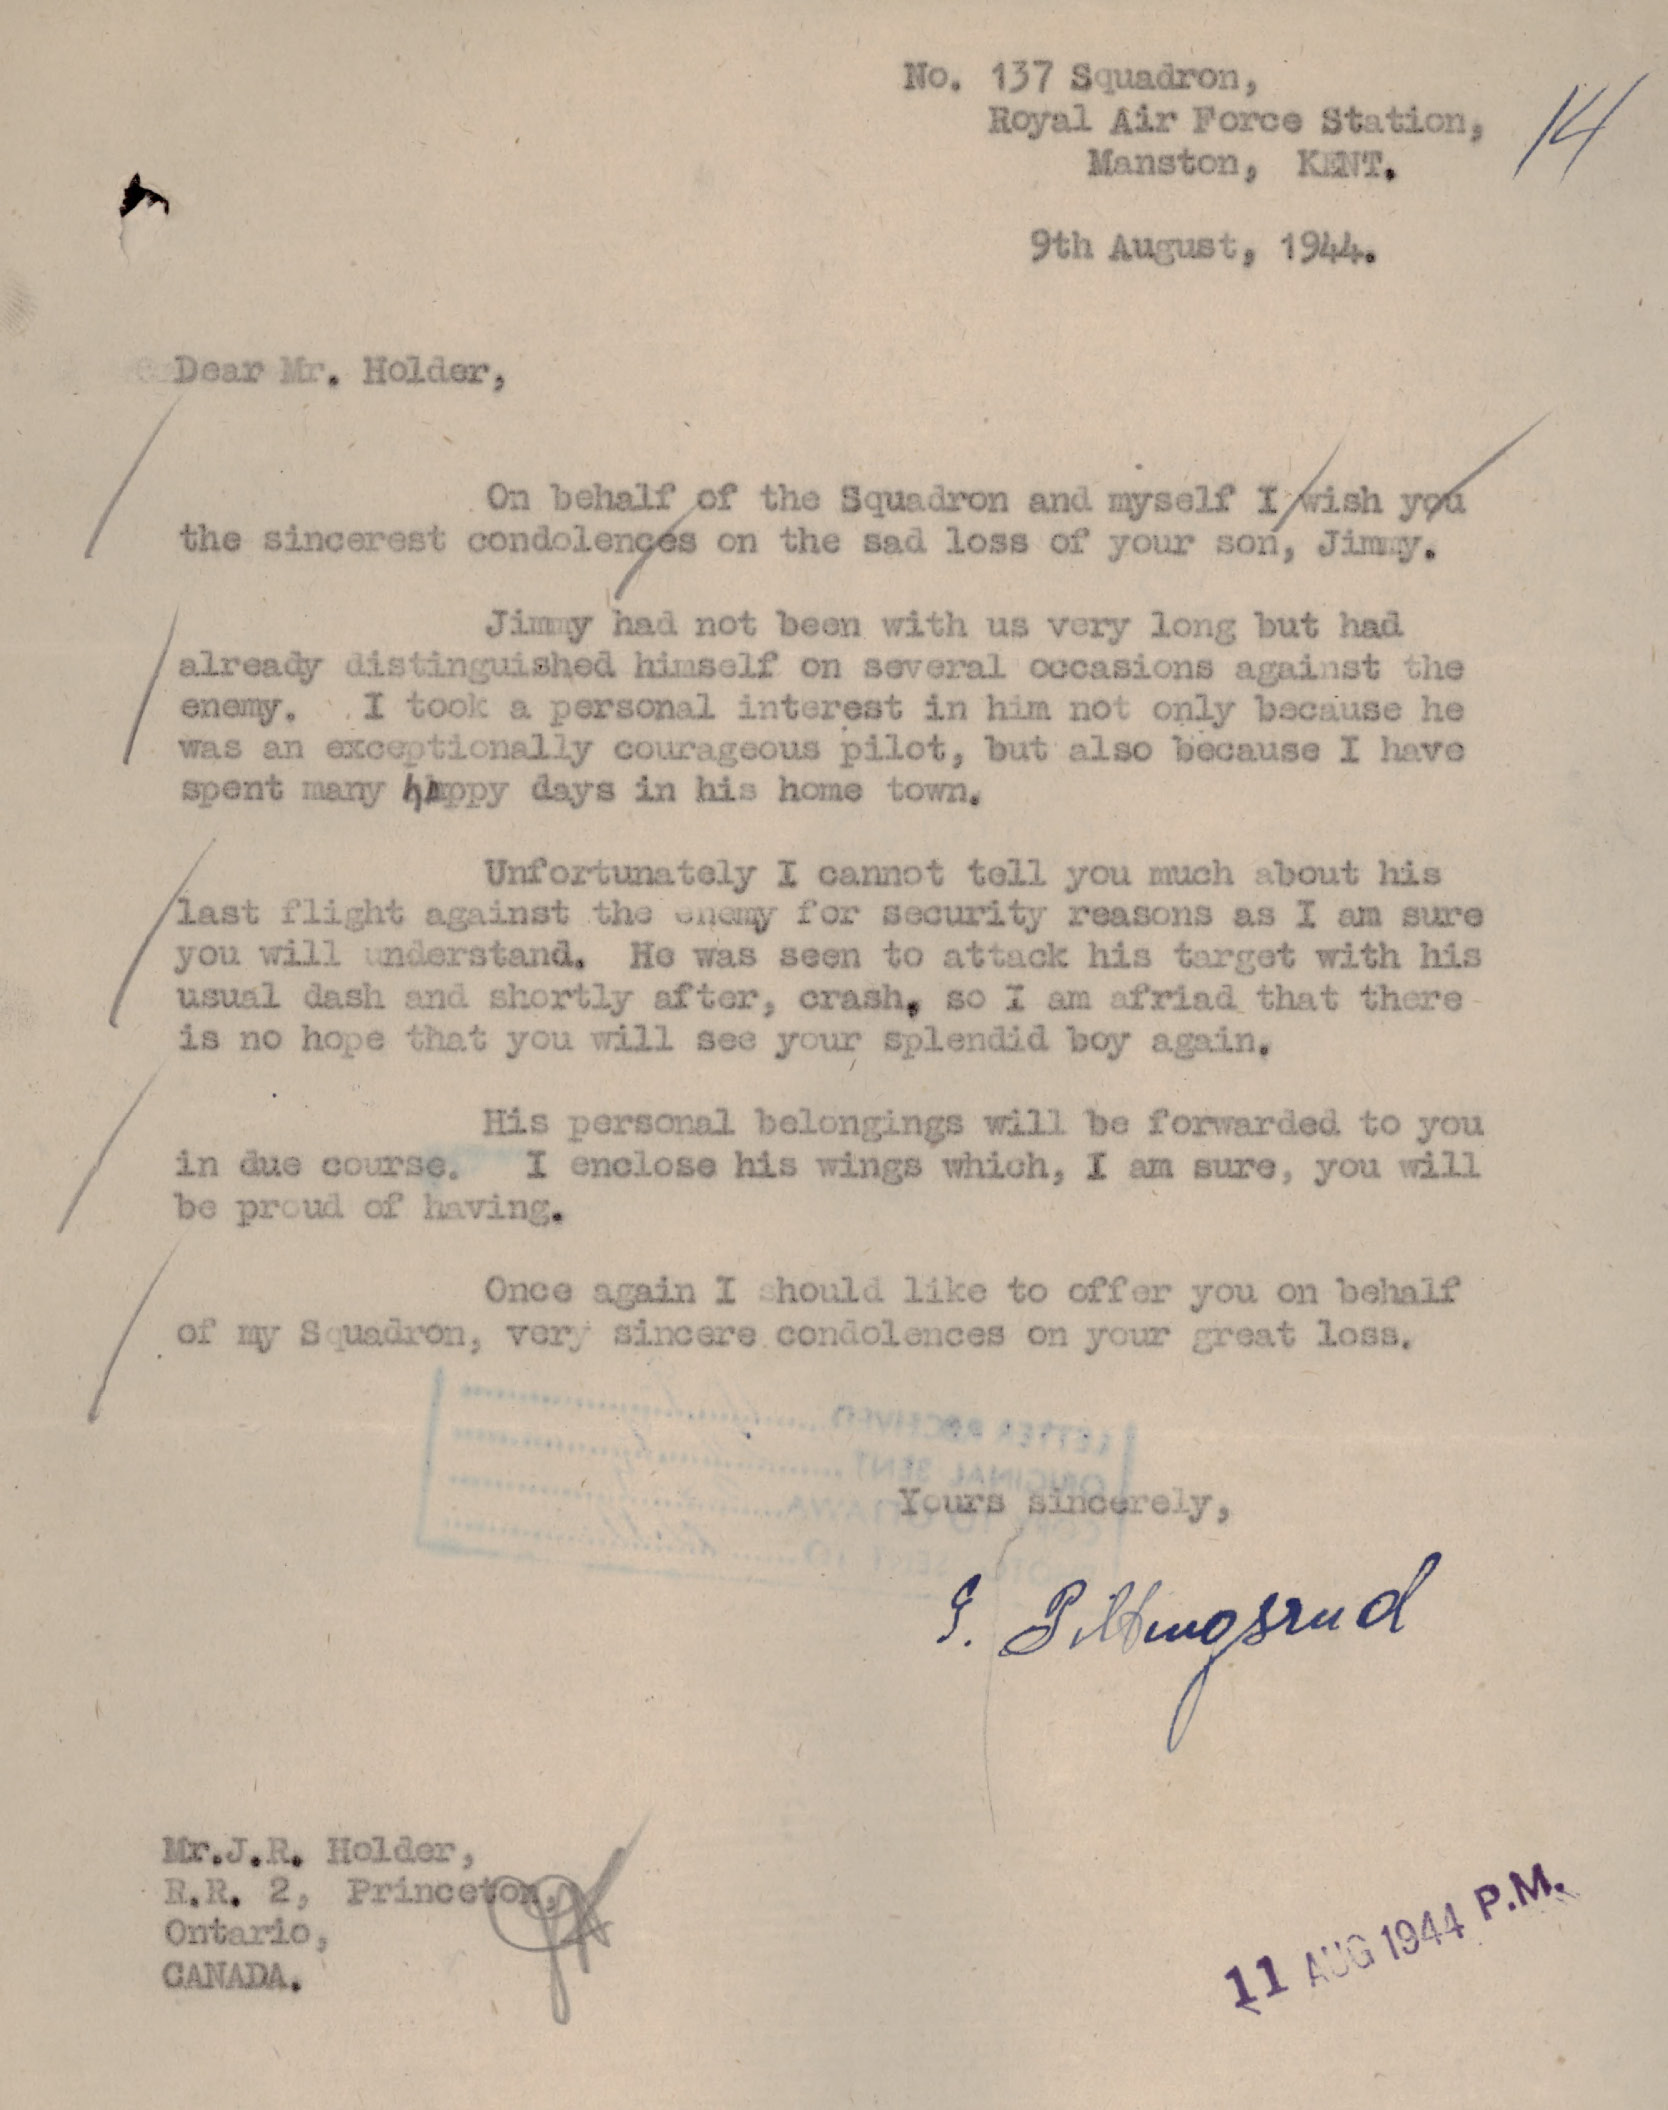 No. 137 Squadron,
Royal Air Force Station,
Manston, KENT.
14
9th August, 1944.
Dear Mr. Holder,
On behalf of the Squadron and myself I wish you
the sincerest condolences on the sad loss of your son, Jimmy.
Jimmy had not been with us very long but had
already distinguished himself on several occasions against the
enemy. I took a personal interest in him not only because he
was an exceptionally courageous pilot, but also because I have
spent many happy days in his home town.
Unfortunately I cannot tell you much about his
last flight against the enemy for security reasons as I am sure
you will understand. He was seen to attack his target with his
usual dash and shortly after, crash, so I am afriad that there
is no hope that you will see your splendid boy again.
His personal belongings will be forwarded to you
in due course. I enclose his wings which, I am sure, you will
be proud of having.
Once again I should like to offer you on behalf
of my Squadron, very sincere condolences on your great loss.
LETTER RECEIVED
ORIGINAL SENT
Yours sincerely,
Mr.J.R. Holder,
R.R. 2, Princeton,
Ontario,
CANADA.
11 AUG 1944 P.M.